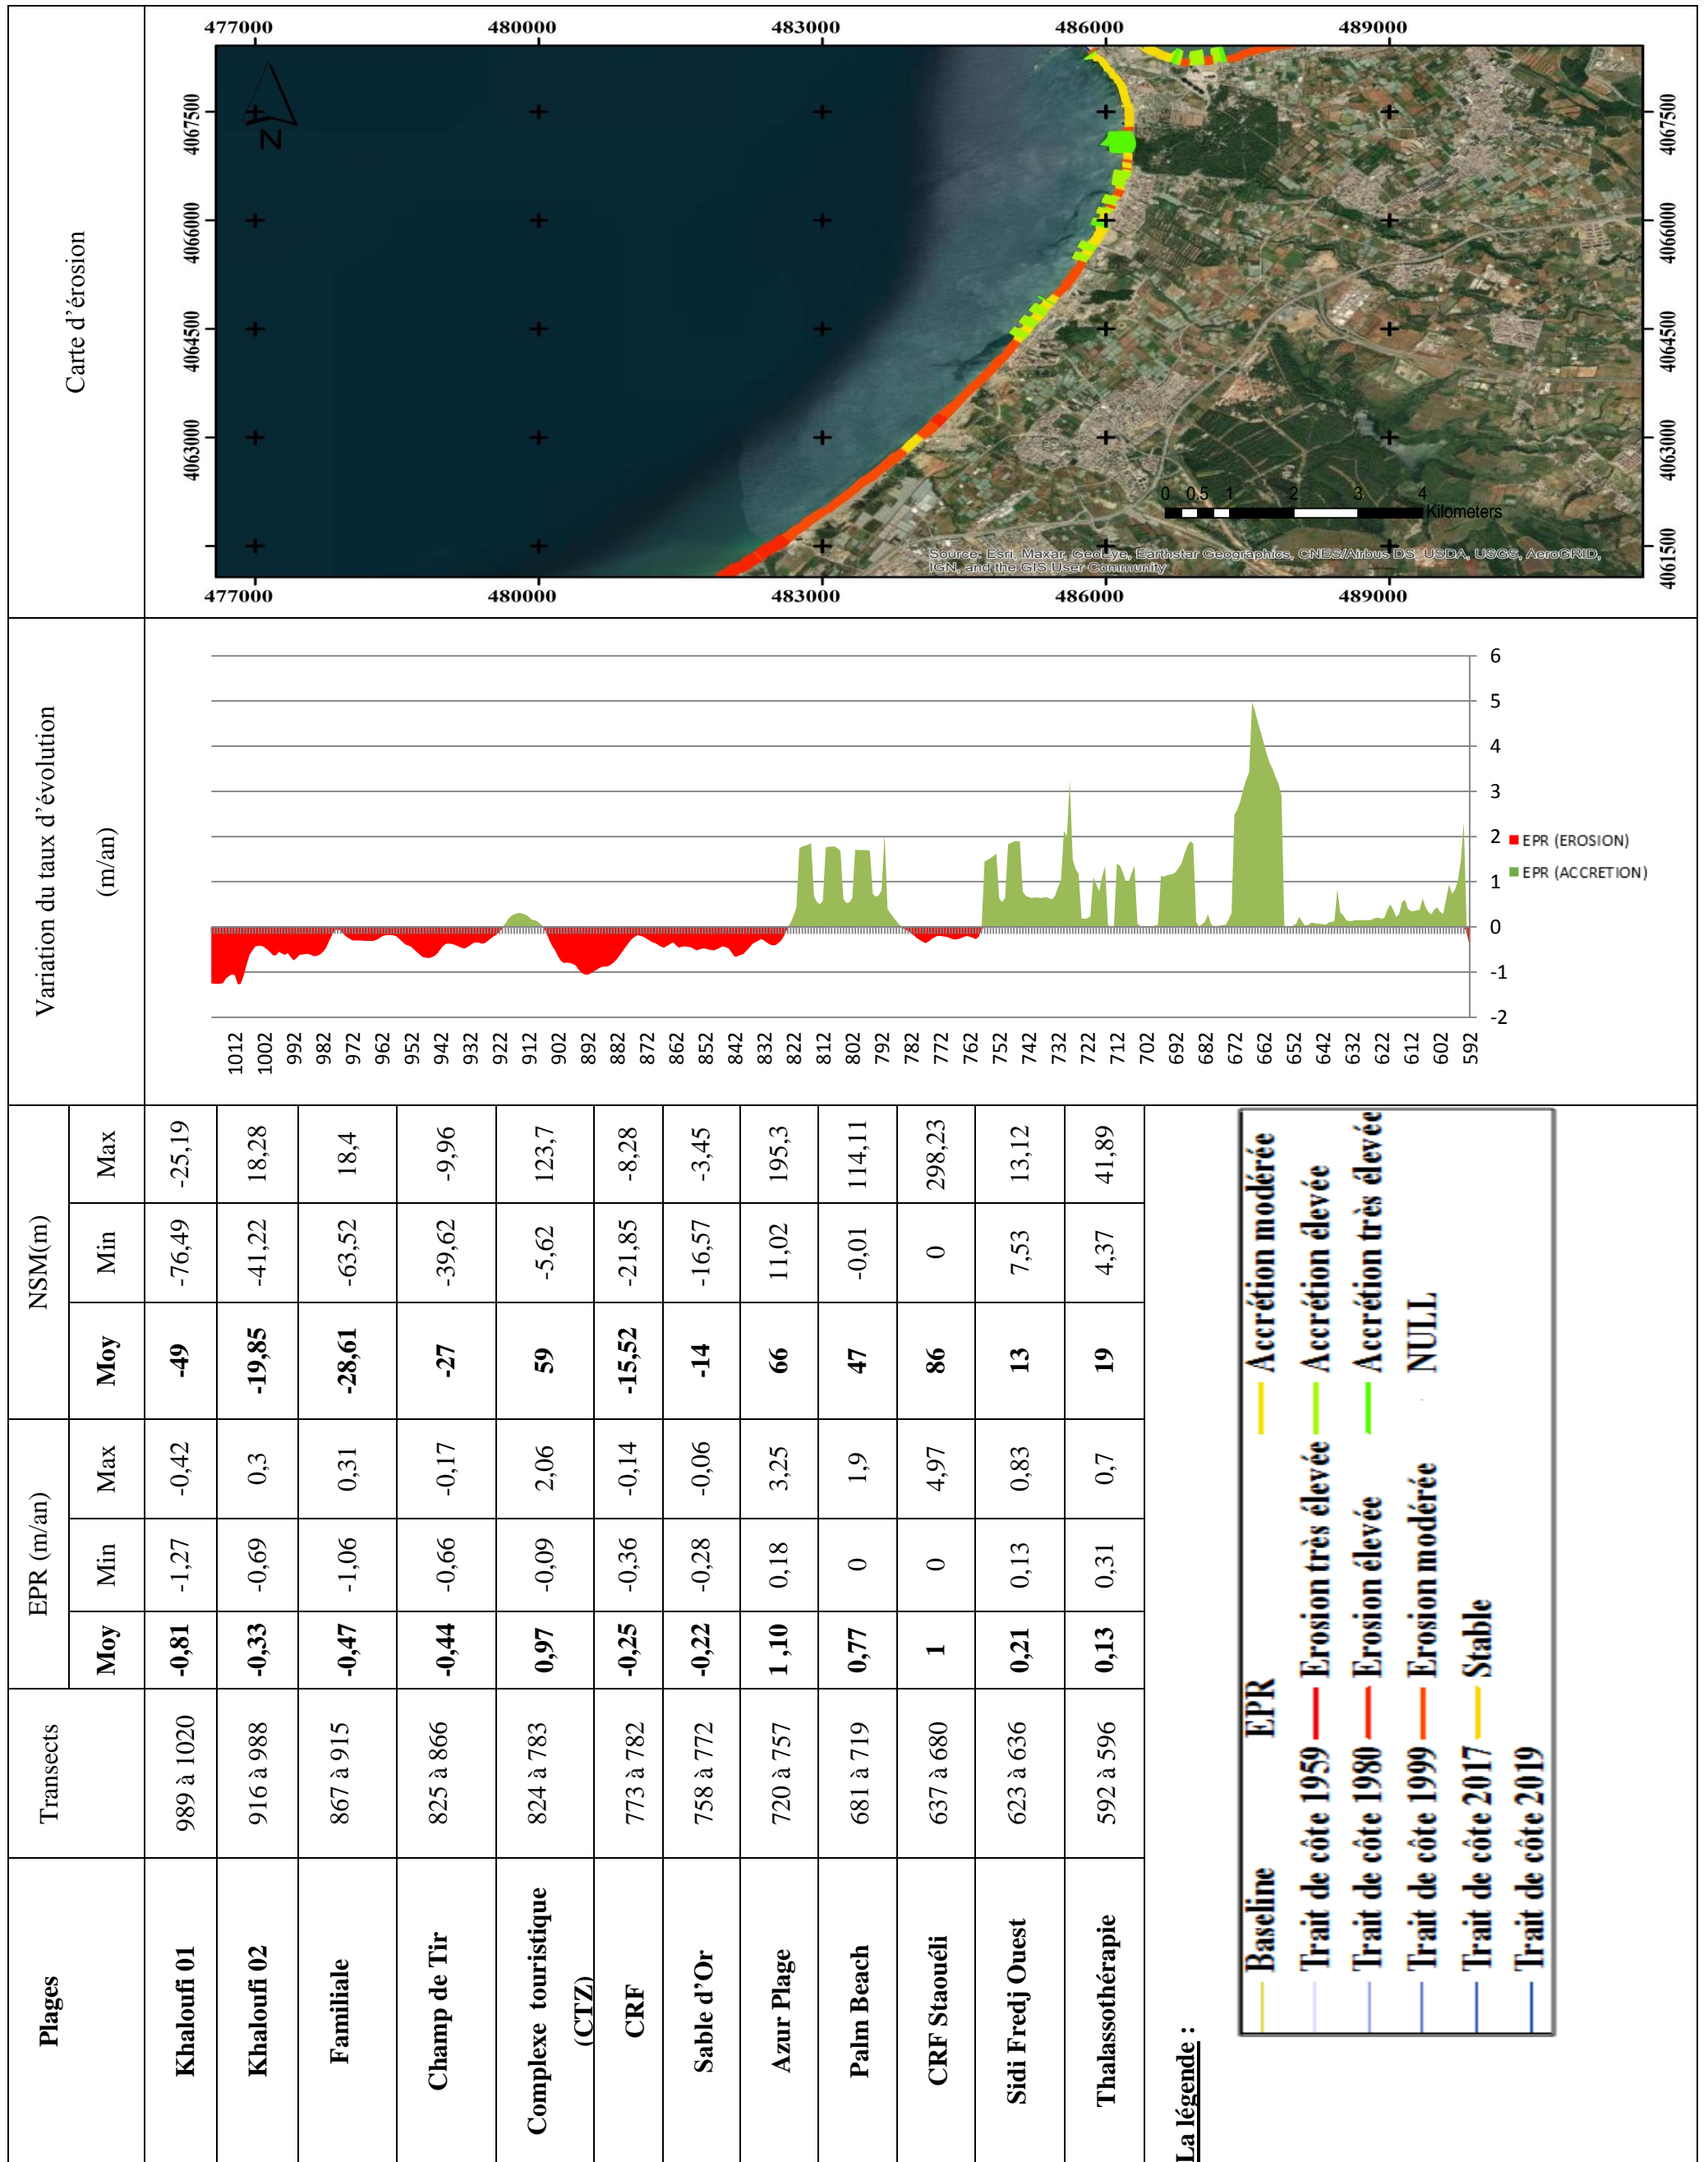 Plages
Transects
EPR (m/an)
NSM(m)
Variation du taux d'évolution
(m/an)
Carte d'érosion
Moy Min Max Moy Min Max
Khaloufi 01 989 à 1020 -0,81 -1,27 -0,42 -49 -76,49 -25,19
Khaloufi 02 916 à 988 -0,33 -0,69 0,3 -19,85 -41,22 18,28
Familiale 867 à 915 -0,47 -1,06 0,31 -28,61 -63,52 18,4
Champ de Tir 825 à 866 -0,44 -0,66 -0,17 -27 -39,62 -9,96
Complexe touristique
(CTZ) 824 à 783 0,97 -0,09 2,06 59 -5,62 123,7
CRF 773 à 782 -0,25 -0,36 -0,14 -15,52 -21,85 -8,28
Sable d'Or 758 à 772 -0,22 -0,28 -0,06 -14 -16,57 -3,45
Azur Plage 720 à 757 1 ,10 0,18 3,25 66 11,02 195,3
Palm Beach 681 à 719 0,77 0 1,9 47 -0,01 114,11
CRF Staouéli 637 à 680 1 0 4,97 86 0 298,23
Sidi Fredj Ouest 623 à 636 0,21 0,13 0,83 13 7,53 13,12
Thalassothérapie 592 à 596 0,13 0,31 0,7 19 4,37 41,89
6
5
4
3
2
1
0
-1
-2
1012 1002 992 982 972 962 952 942 932 922 912 902 892 882 872 862 852 842 832 822 812 802 792 782 772 762 752 742 732 722 712 702 692 682 672 662 652 642 632 622 612 602 592
EPR (EROSION)
EPR (ACCRETION)
477000 480000 483000 486000 489000
4067500 4066000 4064500 4063000 4061500
4067500 4066000 4064500 4063000
477000 480000 483000 486000 489000
N
0 0.5 1 2 3 4
Kilometers
Source: Esri, Maxar, GeoEye, Earthstar Geographics, CNES/Airbus DS, USDA, USGS, AeroGRID,
IGN, and the GIS User Community
La légende :
Baseline
Trait de côte 1959
Trait de côte 1980
Trait de côte 1999
Trait de côte 2017
Trait de côte 2019
EPR
Erosion très élevée
Erosion élevée
Erosion modérée
Stable
Accrétion modérée
Accrétion élevée
Accrétion très élevée
NULL